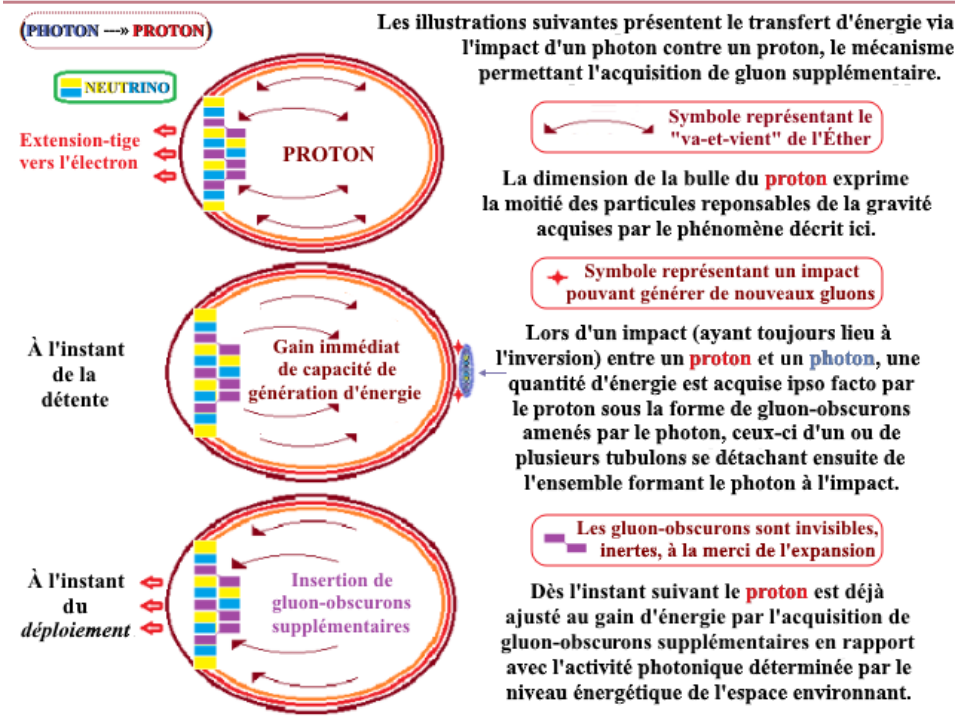 (PHOTON ---» PROTON)
NEUTRINO
Extension-tige
vers l'électron
PROTON
Les illustrations suivantes présentent le transfert d'énergie via
l'impact d'un photon contre un proton, le mécanisme
permettant l'acquisition de gluon supplémentaire.
Symbole représentant le
"va-et-vient" de l'Éther
La dimension de la bulle du proton exprime
la moitié des particules reponsables de la gravité
acquises par le phénomène décrit ici.
À l'instant
de la
détente
Gain immédiat
de capacité de
génération d'énergie
Symbole représentant un impact
pouvant générer de nouveaux gluons
Lors d'un impact (ayant toujours lieu à
l'inversion) entre un proton et un photon, une
quantité d'énergie est acquise ipso facto par
le proton sous la forme de gluon-obscurons
amenés par le photon, ceux-ci d'un ou de
plusieurs tubulons se détachant ensuite de
l'ensemble formant le photon à l'impact.
À l'instant
du
déploiement
Insertion de
gluon-obscurons
supplémentaires
Les gluon-obscurons sont invisibles,
inertes, à la merci de l'expansion
Dès l'instant suivant le proton est déjà
ajusté au gain d'énergie par l'acquisition de
gluon-obscurons supplémentaires en rapport
avec l'activité photonique déterminée par le
niveau énergétique de l'espace environnant.